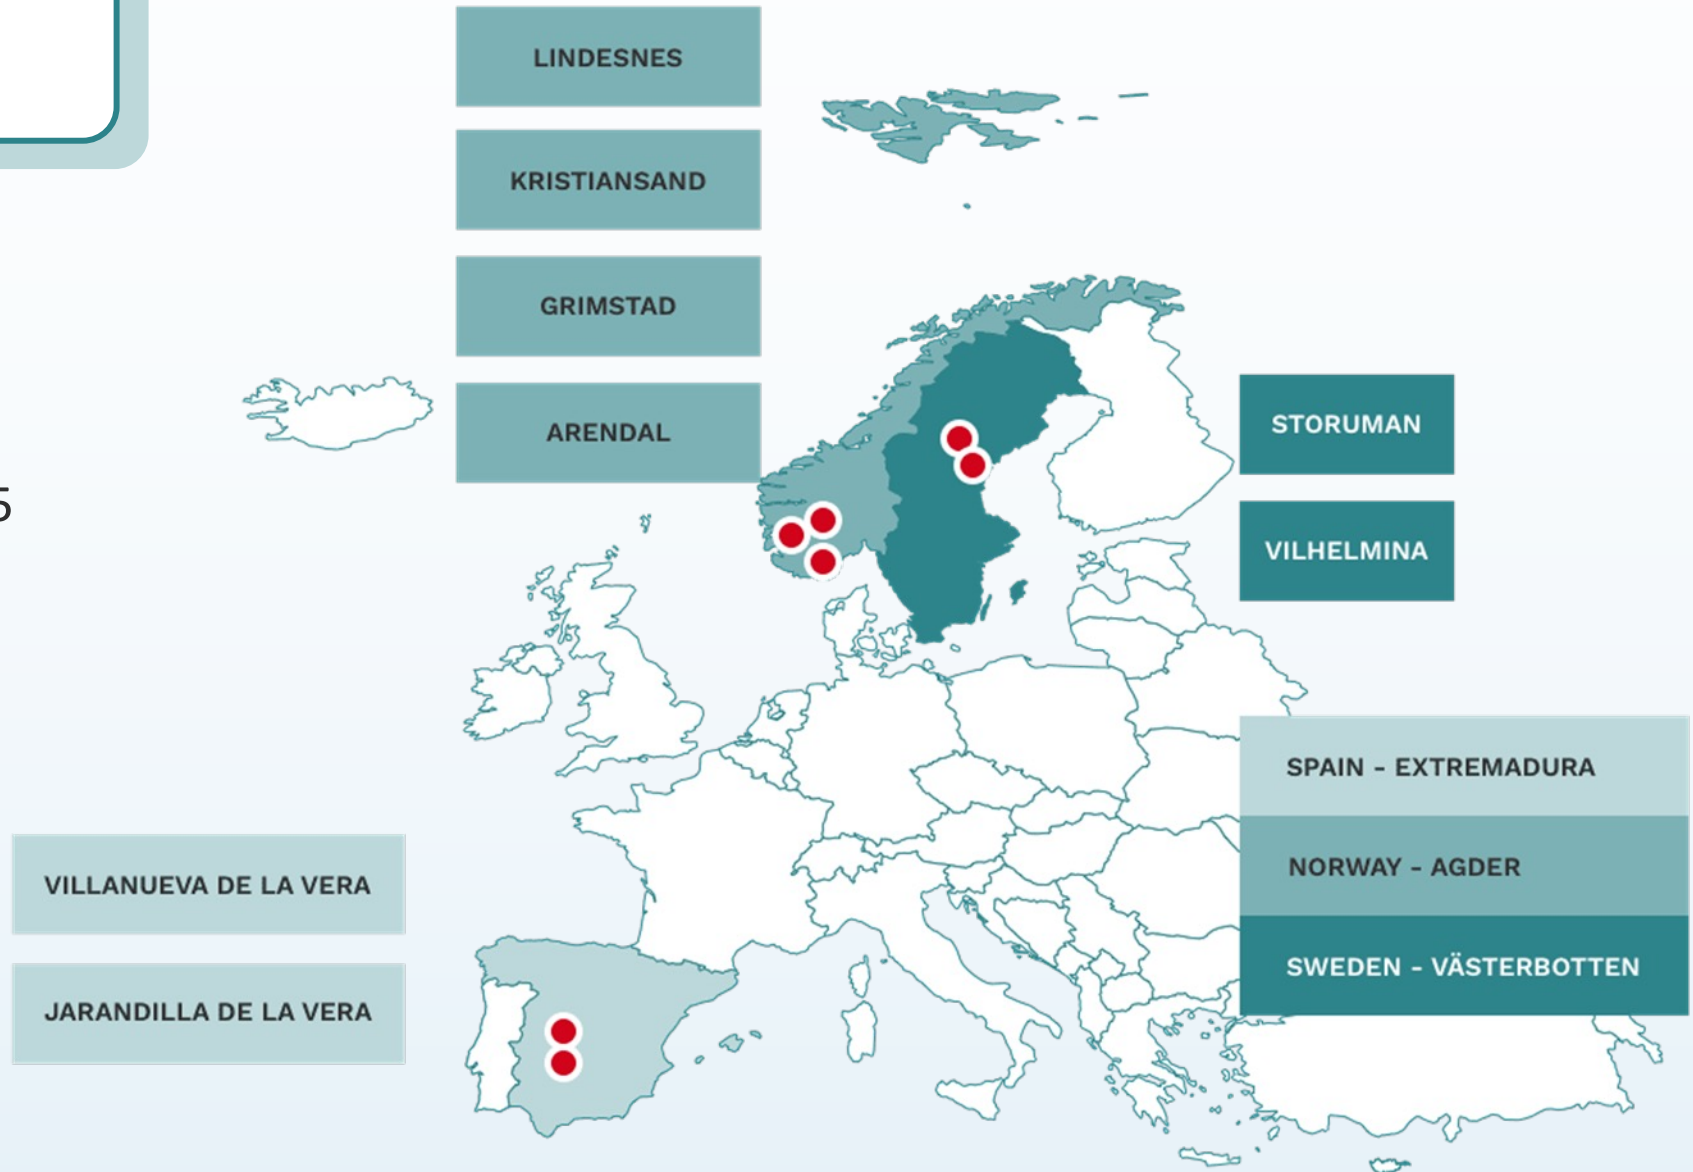 LINDESNES
KRISTIANSAND
GRIMSTAD
ARENDAL
STORUMAN
5
VILHELMINA
SPAIN - EXTREMADURA
NORWAY - AGDER
SWEDEN - VÄSTERBOTTEN
VILLANUEVA DE LA VERA
JARANDILLA DE LA VERA